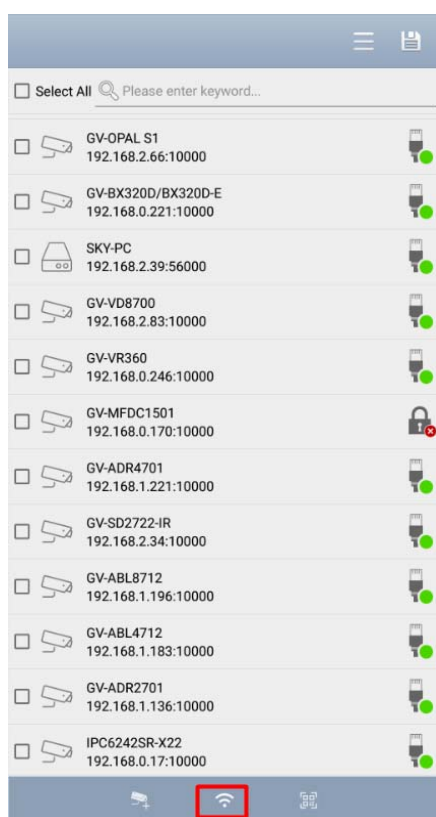 Select All Please enter keyword...
GV-OPAL S1
192.168.2.66:10000
GV-BX320D/BX320D-E
192.168.0.221:10000
SKY-PC
192.168.2.39:56000
GV-VD8700
192.168.2.83:10000
GV-VR360
192.168.0.246:10000
GV-MFDC1501
192.168.0.170:10000
GV-ADR4701
192.168.1.221:10000
GV-SD2722-IR
192.168.2.34:10000
GV-ABL8712
192.168.1.196:10000
GV-ABL4712
192.168.1.183:10000
GV-ADR2701
192.168.1.136:10000
IPC6242SR-X22
192.168.0.17:10000